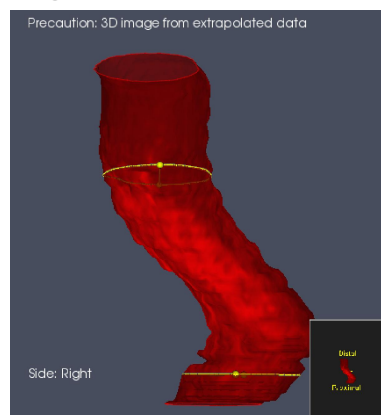 Precaution: 3D image from extrapolated data
Side: Right
Distal
Proximal